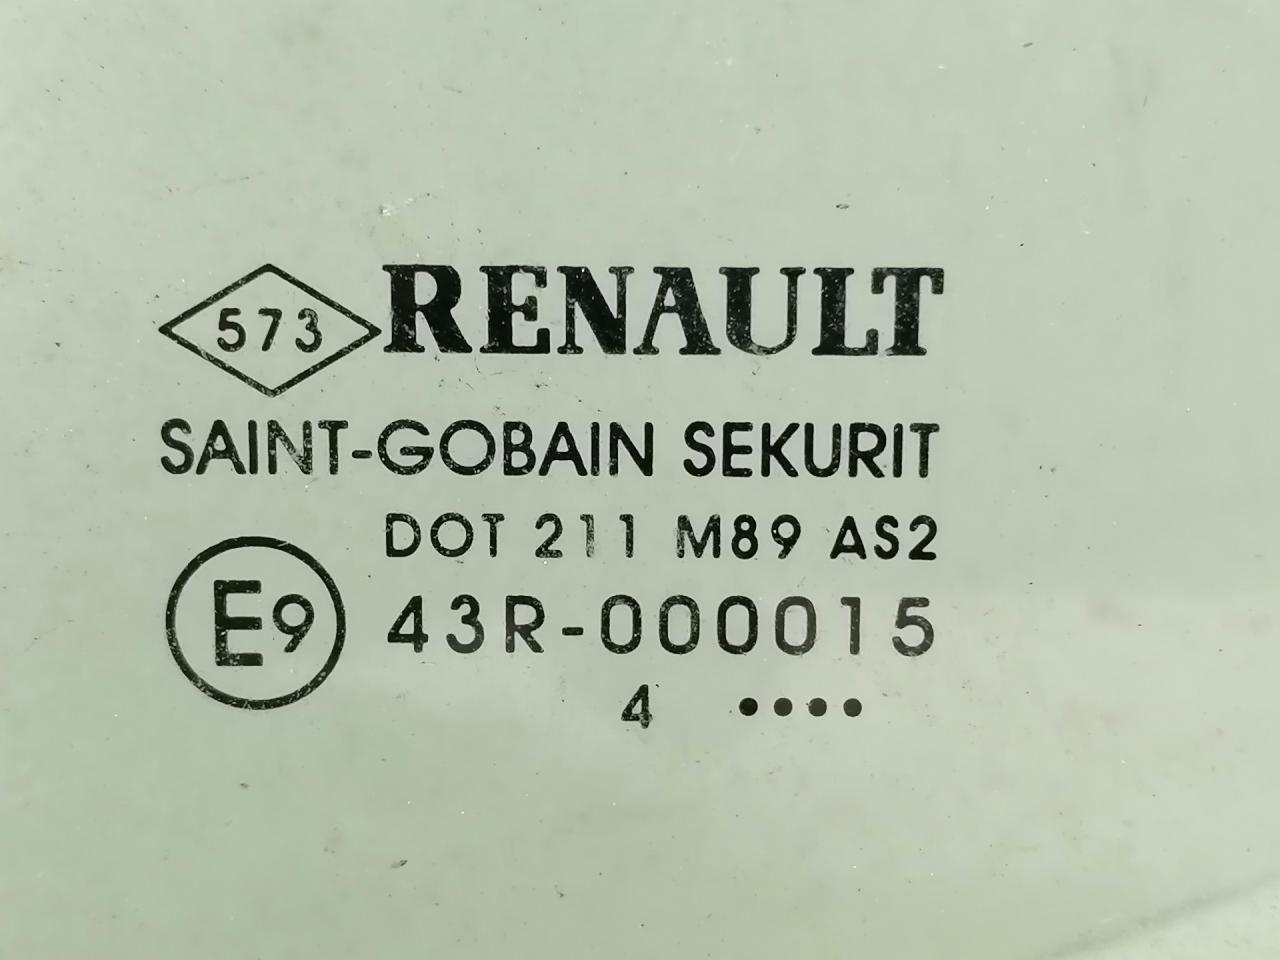 573 RENAULT
SAINT-GOBAIN SEKURIT
DOT 211 M89 AS2
E9 43R-000015
4 ••••